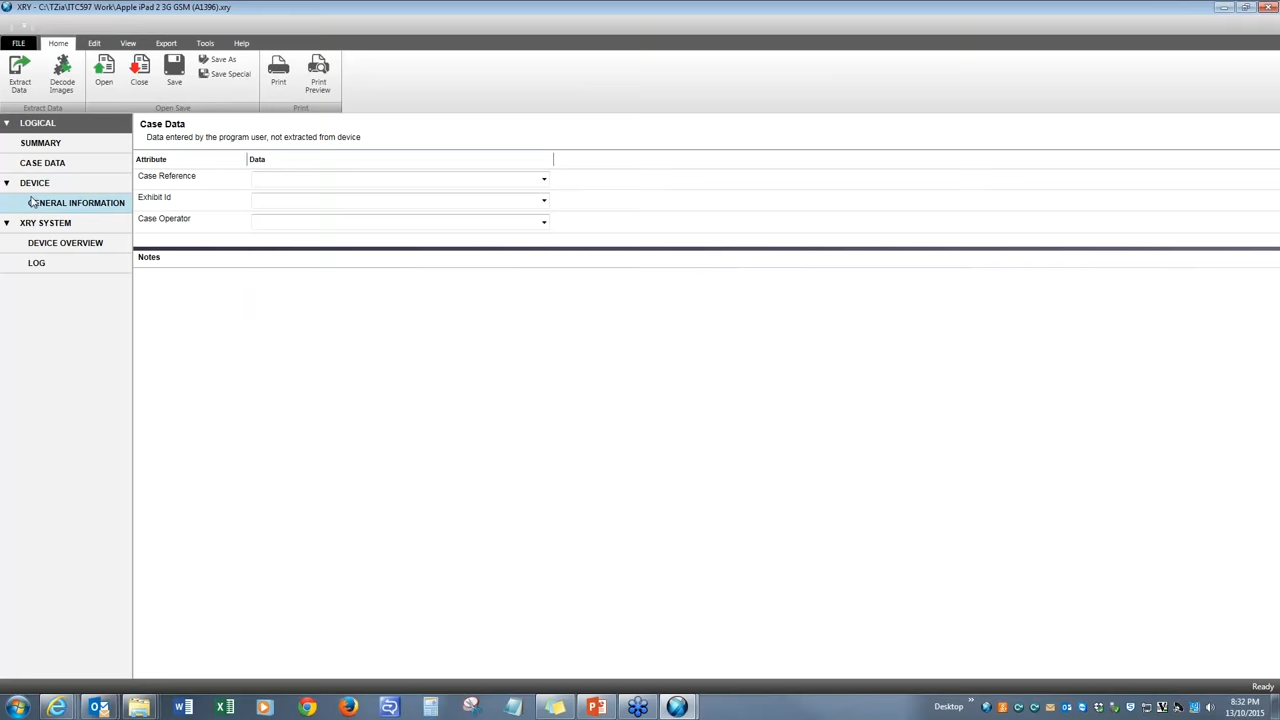 XRY - C:\TZia\ITC597 Work\Apple iPad 2 3G GSM (A1396).xry
FILE Home Edit View Export Tools Help
Extract Data
Decode Images
Open
Close
Save
Save As
Save Special
Print
Print Preview
Extract Data
Open Save
Print
LOGICAL
SUMMARY
CASE DATA
DEVICE
GENERAL INFORMATION
XRY SYSTEM
DEVICE OVERVIEW
LOG
Case Data
Data entered by the program user, not extracted from device
Attribute Data
Case Reference
Exhibit Id
Case Operator
Notes
Ready
Desktop
8:32 PM
13/10/2015